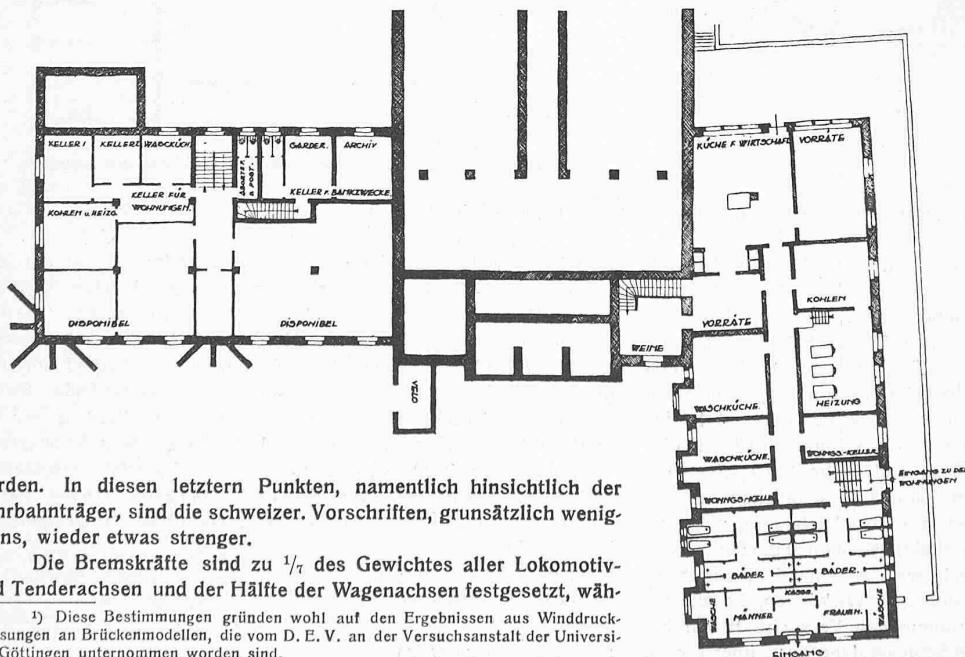 KELLER I
KELLER 2.
WASCHKÜCH.
ABORTE F.
D. POST.
GARDER.
ARCHIV
KELLER FÜR
WOHNUNGEN.
KELLER F. BANKZWECKE.
KOHLEN u. HEIZG.
DISPONIBEL
DISPONIBEL
VELO
WEINE
KÜCHE F. WIRTSCHAFT
VORRÄTE
VORRÄTE
KOHLEN
HEIZUNG
WASCHKÜCHE.
WASCHKÜCHE.
WOHNGS-KELLER.
WOHNGS-KELLER
EINGANG ZU DEN
WOHNUNGEN
BÄDER
BÄDER.
KASSE
WÄSCHE
MÄNNER
FRAUEN.
WÄSCHE
EINGANG
rden. In diesen letztern Punkten, namentlich hinsichtlich der
hrbahnträger, sind die schweizer. Vorschriften, grunsätzlich wenig-
ns, wieder etwas strenger.
Die Bremskräfte sind zu 1/7 des Gewichtes aller Lokomotiv-
d Tenderachsen und der Hälfte der Wagenachsen festgesetzt, wäh-
¹) Diese Bestimmungen gründen wohl auf den Ergebnissen aus Winddruck-
sungen an Brückenmodellen, die vom D. E. V. an der Versuchsanstalt der Universi-
Göttingen unternommen worden sind.